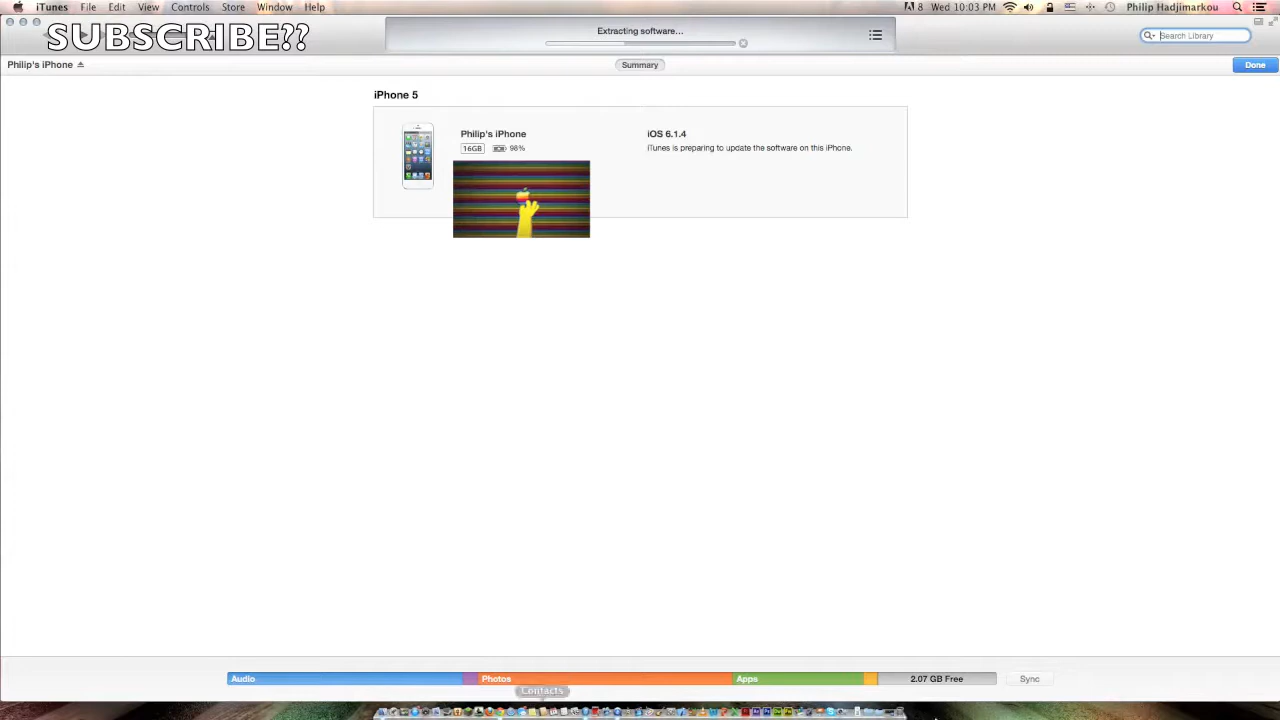 iTunes File Edit View Controls Store Window Help
8 Wed 10:03 PM Philip Hadjimarkou
SUBSCRIBE??
Extracting software...
Search Library
Philip's iPhone
Summary
Done
iPhone 5
Philip's iPhone
16GB 98%
iOS 6.1.4
iTunes is preparing to update the software on this iPhone.
Audio Photos Apps 2.07 GB Free Sync
Contacts